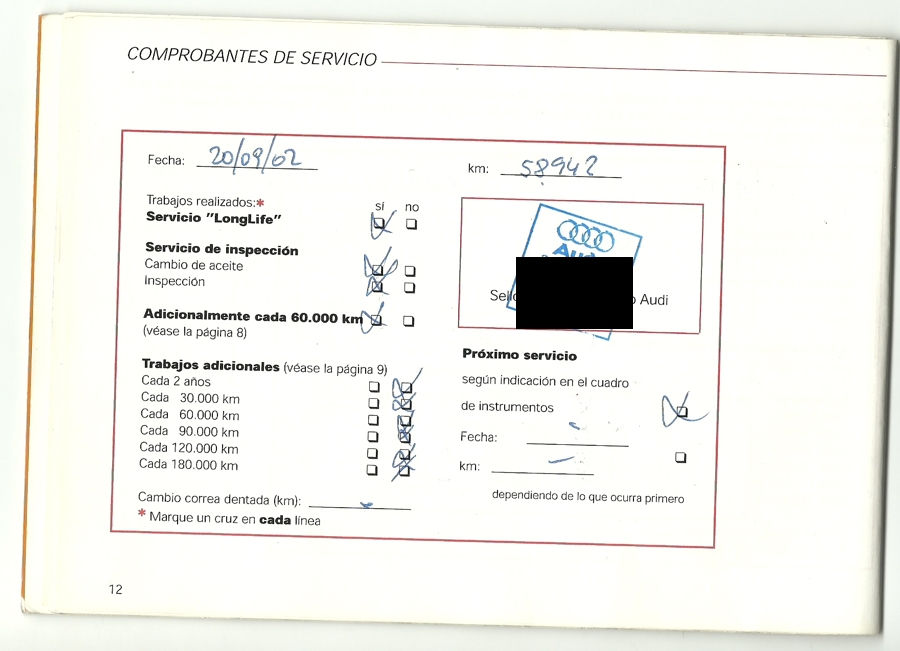 COMPROBANTES DE SERVICIO
Fecha: 20/09/02
km: 58942
Trabajos realizados:* sí no
Servicio "LongLife"
Servicio de inspección
Cambio de aceite
Inspección
Adicionalmente cada 60.000 km
(véase la página 8)
Trabajos adicionales (véase la página 9)
Cada 2 años
Cada 30.000 km
Cada 60.000 km
Cada 90.000 km
Cada 120.000 km
Cada 180.000 km
Cambio correa dentada (km):
* Marque un cruz en cada línea
Audi
Próximo servicio
según indicación en el cuadro
de instrumentos
Fecha:
km:
dependiendo de lo que ocurra primero
12